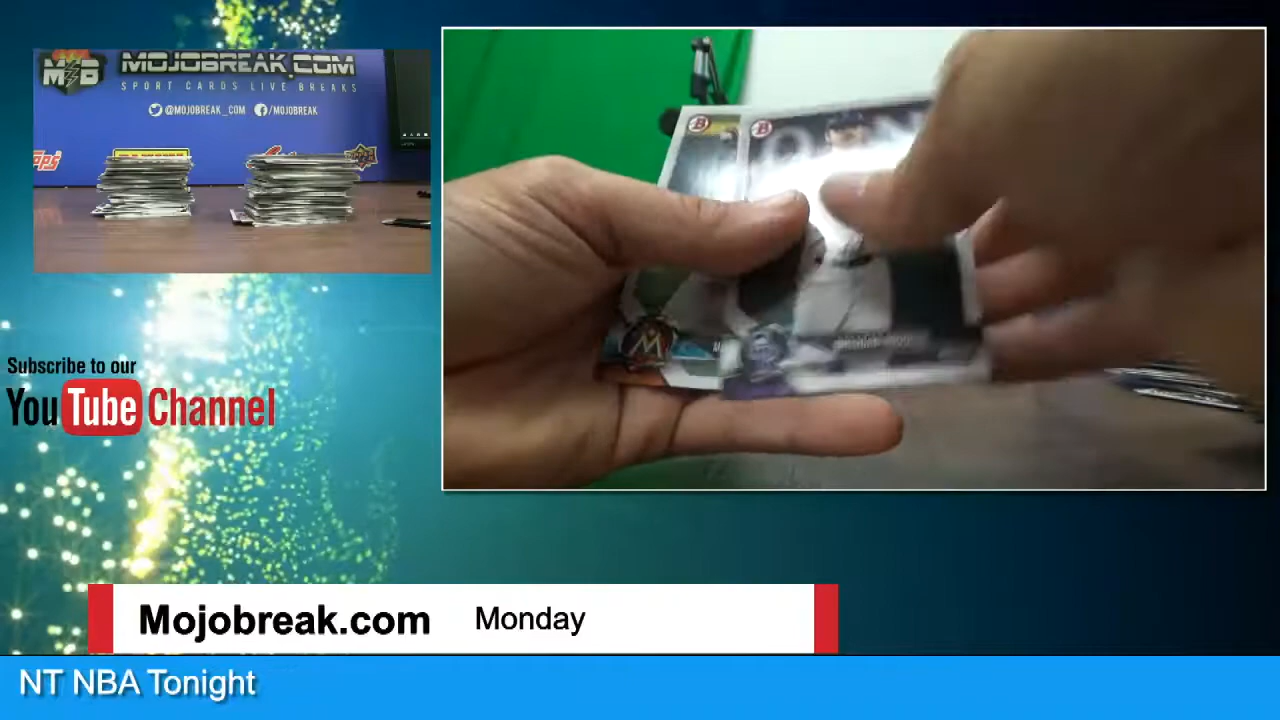 MB
MOJOBREAK.COM
SPORT CARDS LIVE BREAKS
@MOJOBREAK_COM /MOJOBREAK
B B
M
Subscribe to our
YouTube Channel
Mojobreak.com Monday
NT NBA Tonight